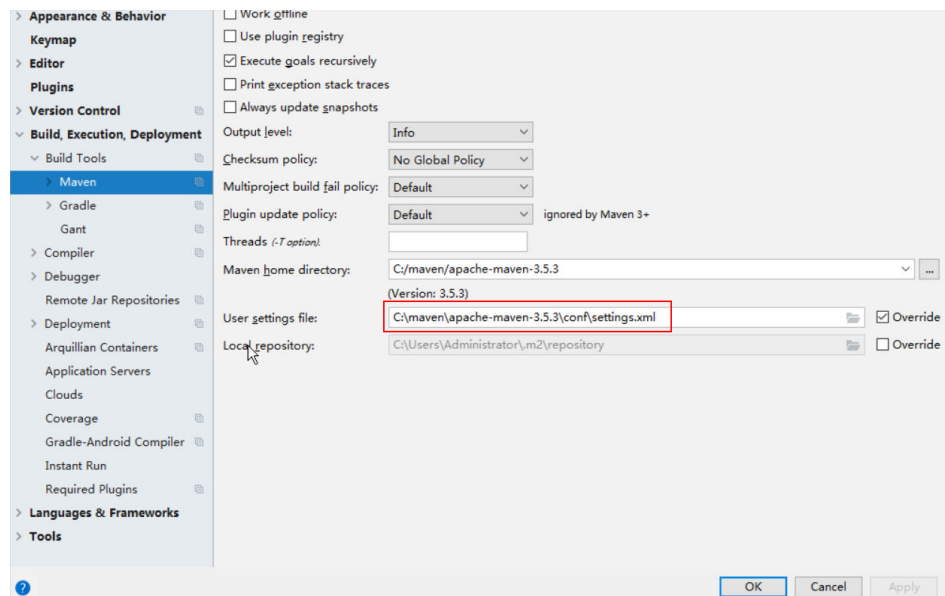 Appearance & Behavior
Keymap
Editor
Plugins
Version Control
Build, Execution, Deployment
Build Tools
Maven
Gradle
Gant
Compiler
Debugger
Remote Jar Repositories
Deployment
Arquillian Containers
Application Servers
Clouds
Coverage
Gradle-Android Compiler
Instant Run
Required Plugins
Languages & Frameworks
Tools
Work offline
Use plugin registry
Execute goals recursively
Print exception stack traces
Always update snapshots
Output level: Info
Checksum policy: No Global Policy
Multiproject build fail policy: Default
Plugin update policy: Default ignored by Maven 3+
Threads (-T option).
Maven home directory: C:/maven/apache-maven-3.5.3 ...
(Version: 3.5.3)
User settings file: C:\maven\apache-maven-3.5.3\conf\settings.xml Override
Local repository: C:\Users\Administrator\.m2\repository Override
? OK Cancel Apply